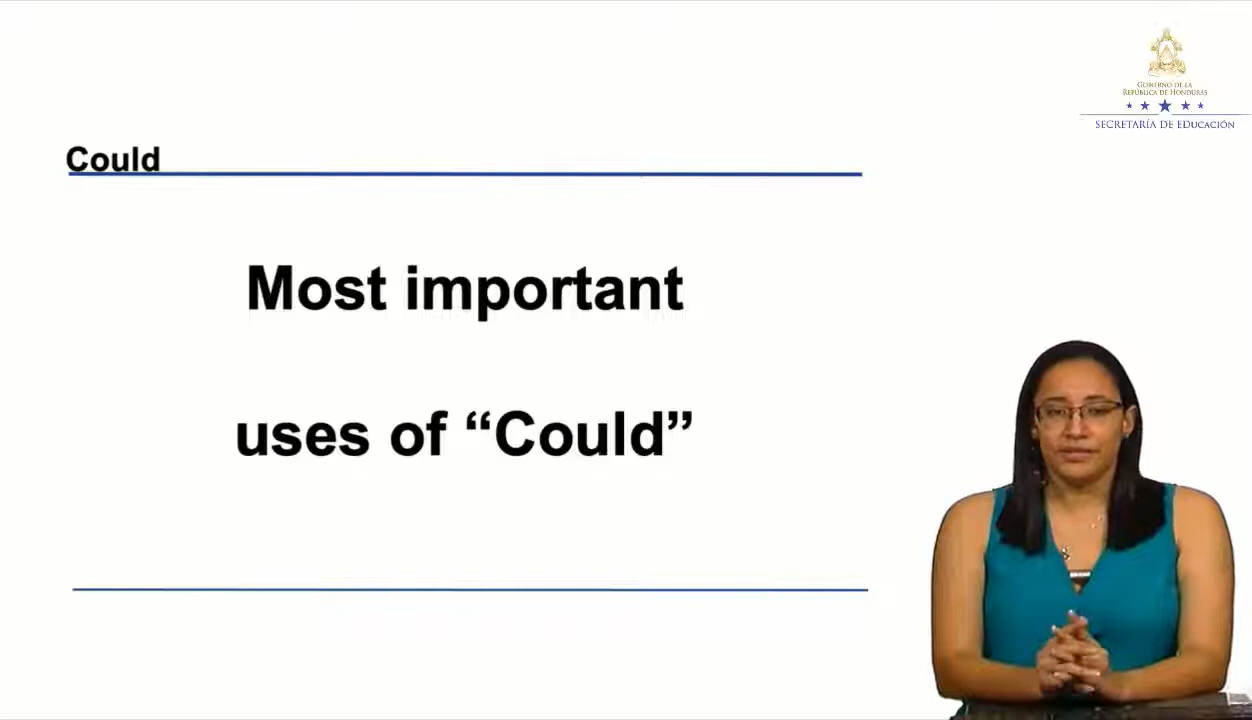 GOBIERNO DE LA
REPÚBLICA DE HONDURAS
SECRETARÍA DE EDUCACIÓN
Could
Most important
uses of “Could”